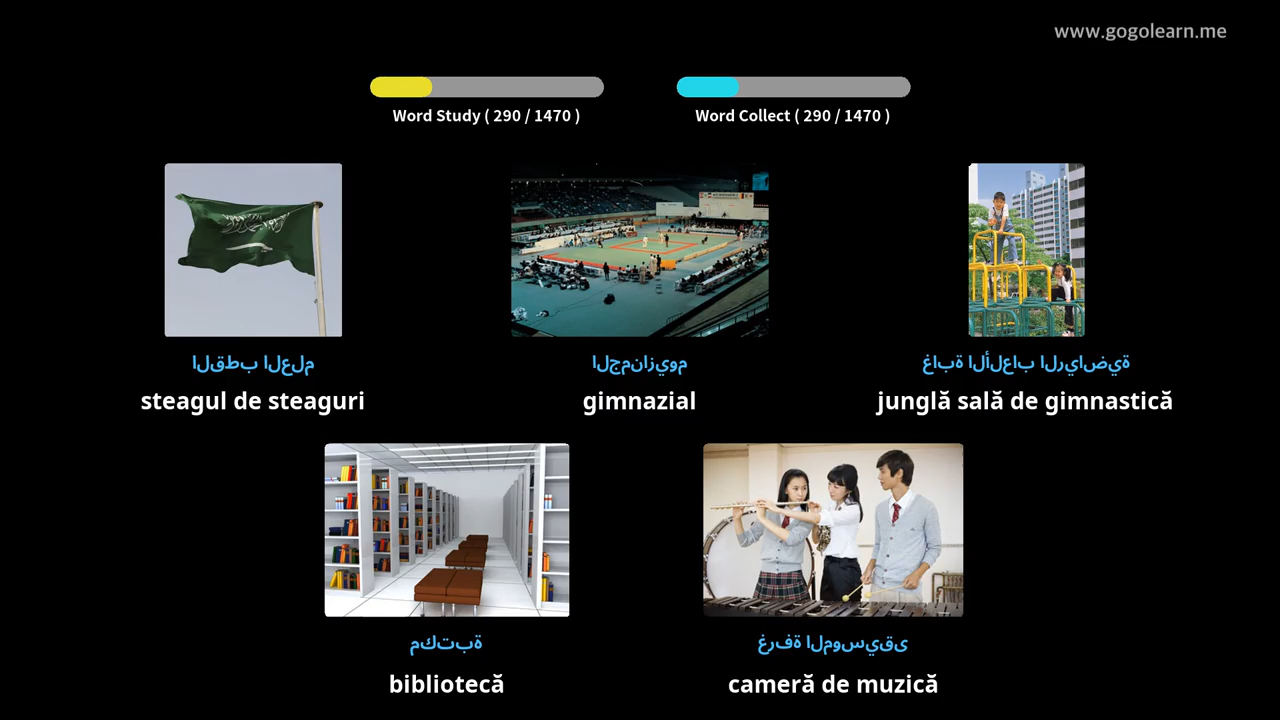 www.gogolearn.me
Word Study ( 290 / 1470 )
Word Collect ( 290 / 1470 )
القطب العلم
الجمنازيوم
غابة الألعاب الرياضية
steagul de steaguri
gimnazial
junglă sală de gimnastică
مكتبة
غرفة الموسيقى
bibliotecă
cameră de muzică